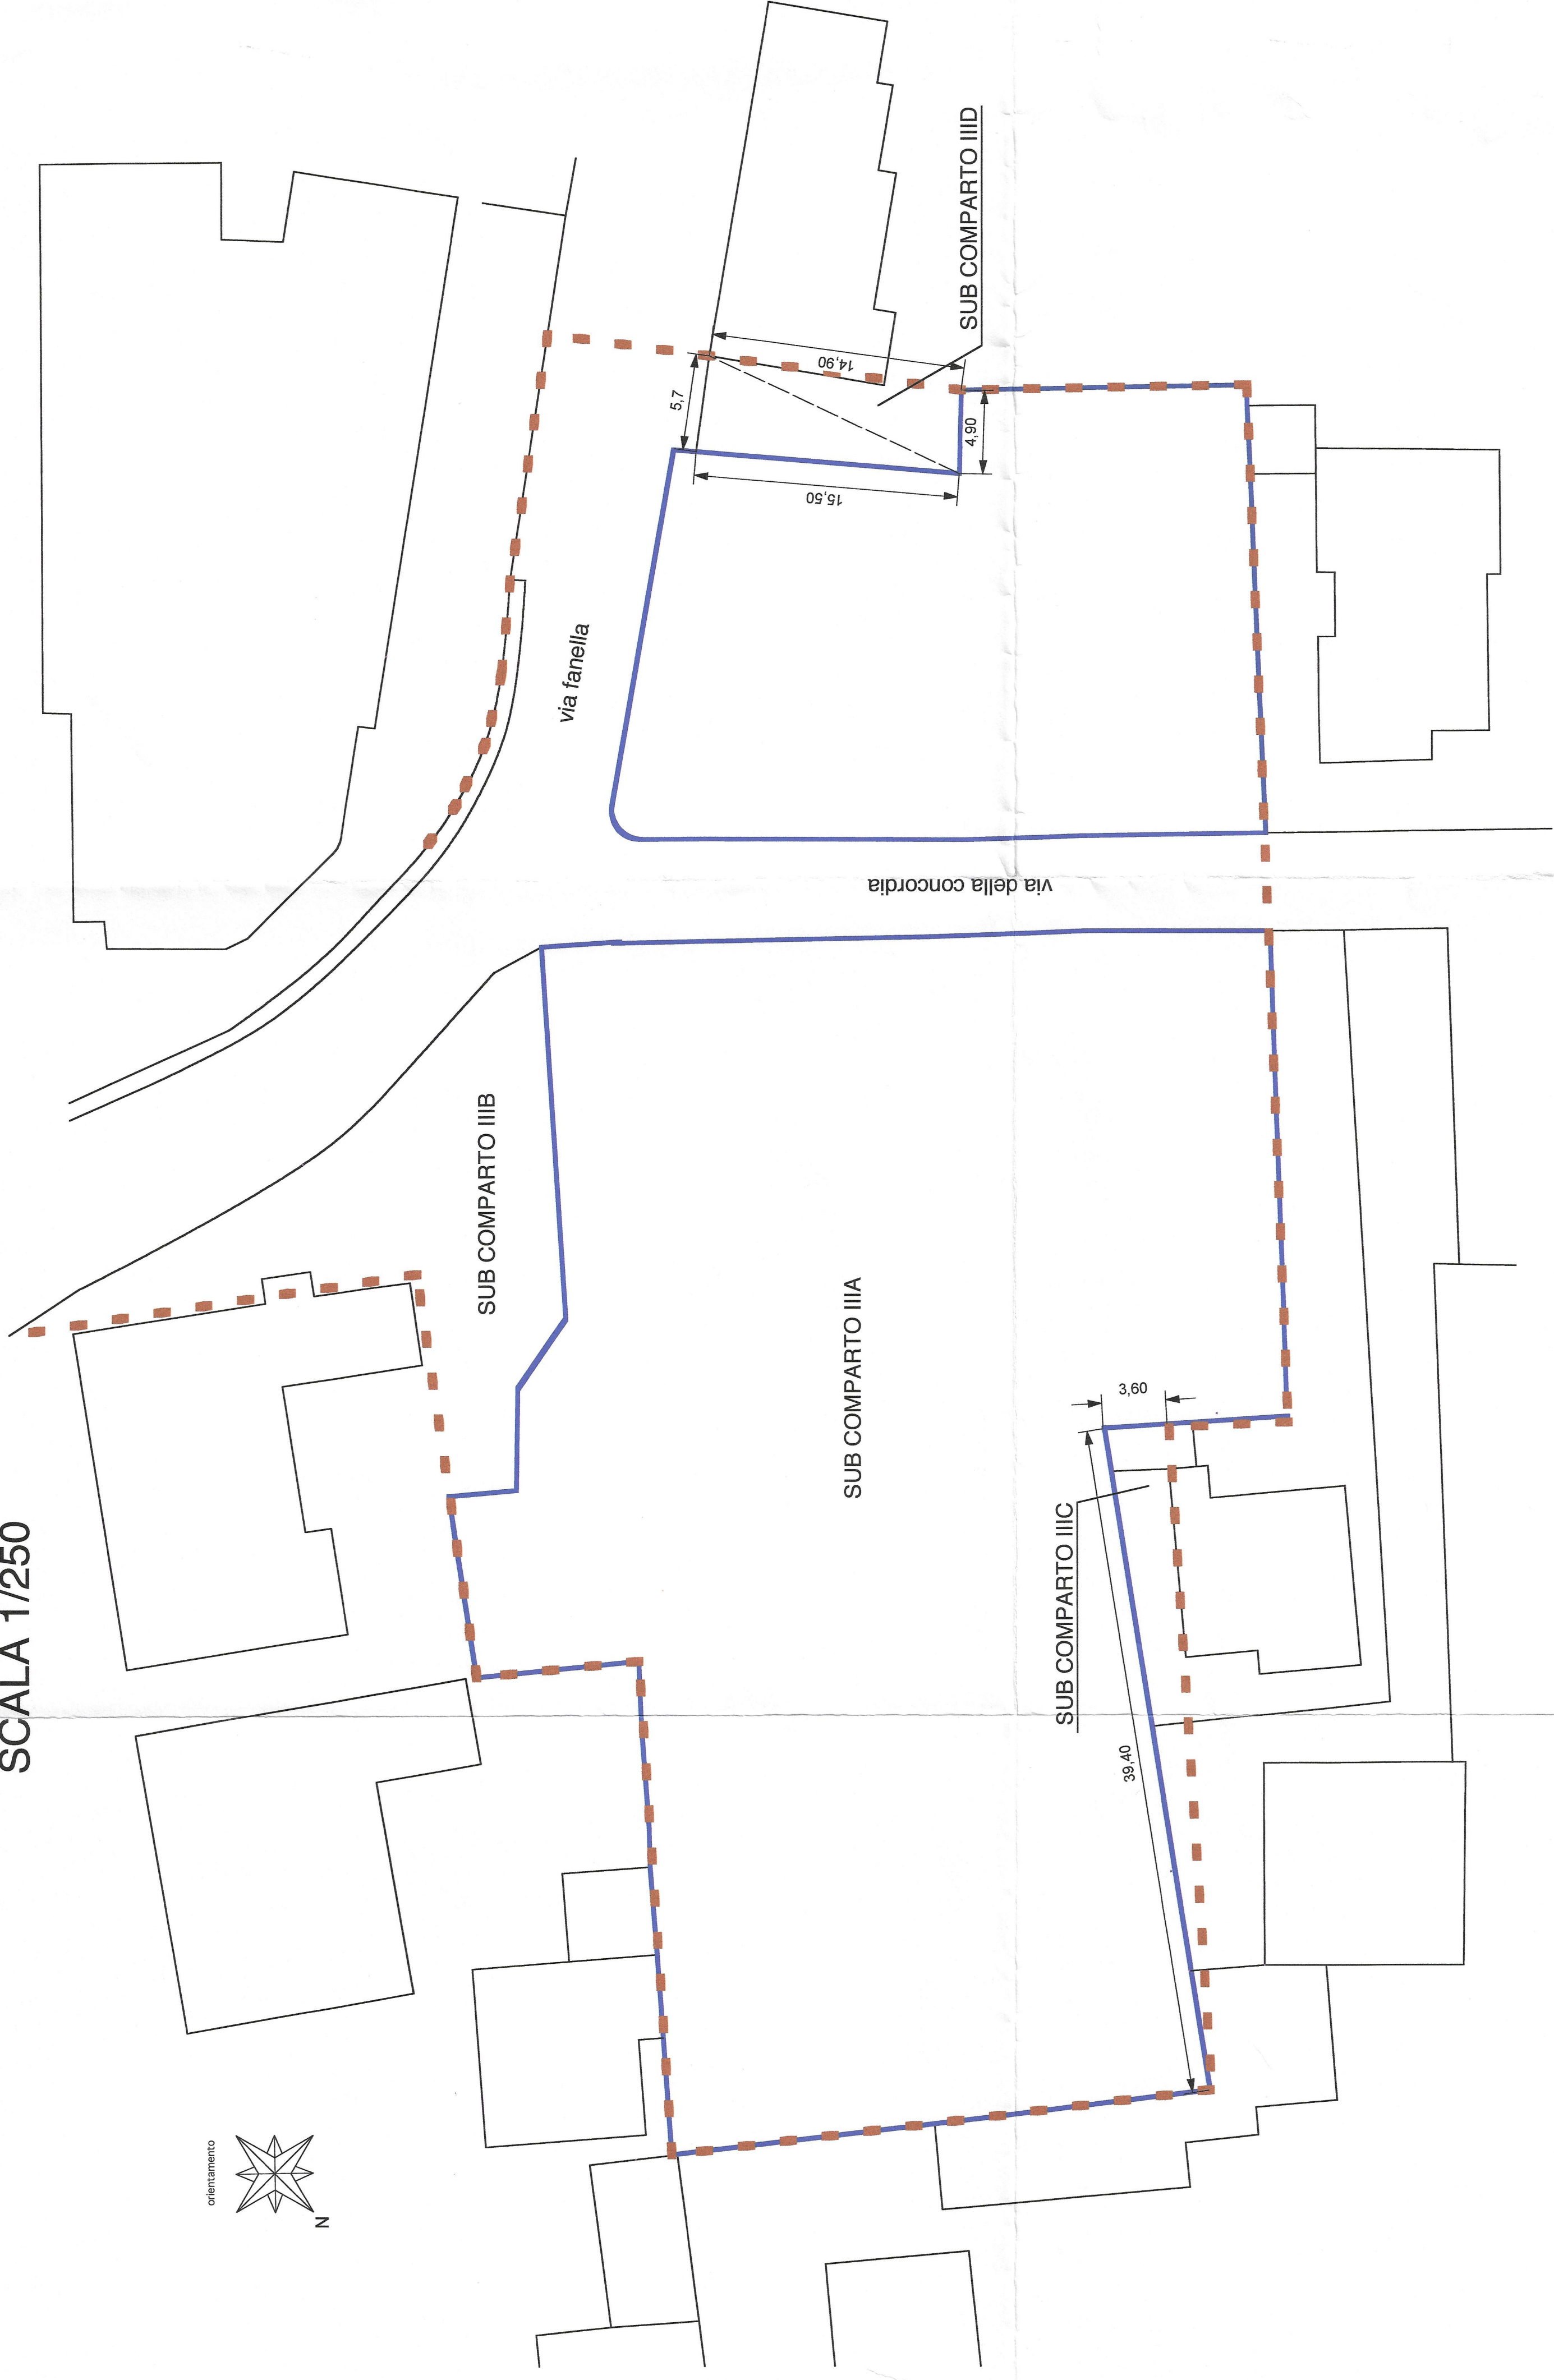 SCALA 1/250
orientamento
N
SUB COMPARTO IIIB
SUB COMPARTO IIIA
SUB COMPARTO IIIC
SUB COMPARTO IIID
via fanella
via della concordia
5,7
14,90
15,50
4,90
3,60
39,40